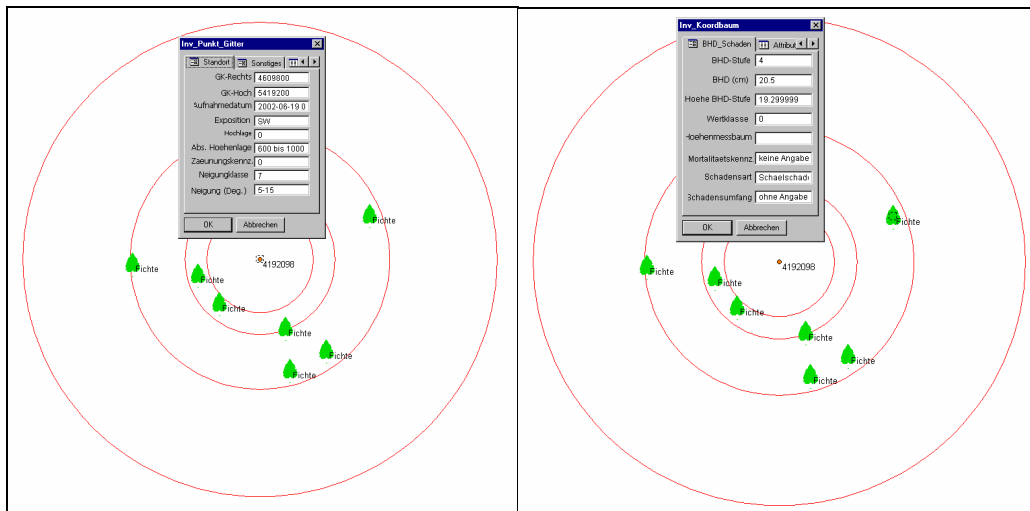 Inv_Punkt_Gitter
Standort Sonstiges
GK-Rechts 4609800
GK-Hoch 5419200
Aufnahmedatum 2002-06-19 0
Exposition SW
Hochlage 0
Abs. Hoehenlage 600 bis 1000
Zaeunungskennz. 0
Neigungklasse 7
Neigung (Deg.) 5-15
OK Abbrechen
Fichte
Fichte
4192098
Fichte
Fichte
Fichte
Fichte
Fichte
Inv_Koordbaum
BHD_Schaden Attribut
BHD-Stufe 4
BHD (cm) 20.5
Hoehe BHD-Stufe 19.299999
Wertklasse 0
Hoehenmessbaum
Mortalitaetskennz. keine Angabe
Schadensart Schaelschade
Schadensumfang ohne Angabe
OK Abbrechen
Fichte
Fichte
4192098
Fichte
Fichte
Fichte
Fichte
Fichte